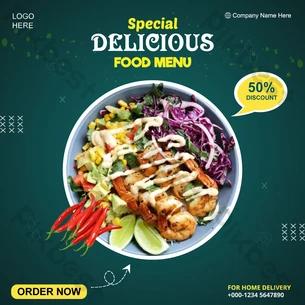 LOGO
HERE
Company Name Here
Special
DELICIOUS
FOOD MENU
50%
DISCOUNT
ORDER NOW
FOR HOME DELIVERY
+000-1234 5647890